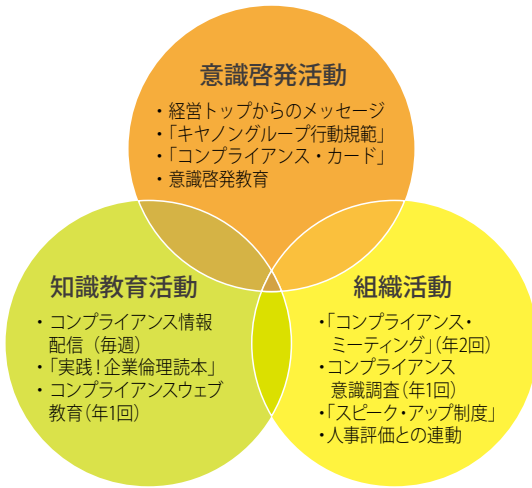 意識啓発活動
・経営トップからのメッセージ
・「キヤノングループ行動規範」
・「コンプライアンス・カード」
・意識啓発教育
知識教育活動
・コンプライアンス情報
配信（毎週）
・「実践！企業倫理読本」
・コンプライアンスウェブ
教育（年1回）
組織活動
・「コンプライアンス・
ミーティング」（年2回）
・コンプライアンス
意識調査（年1回）
・「スピーク・アップ制度」
・人事評価との連動